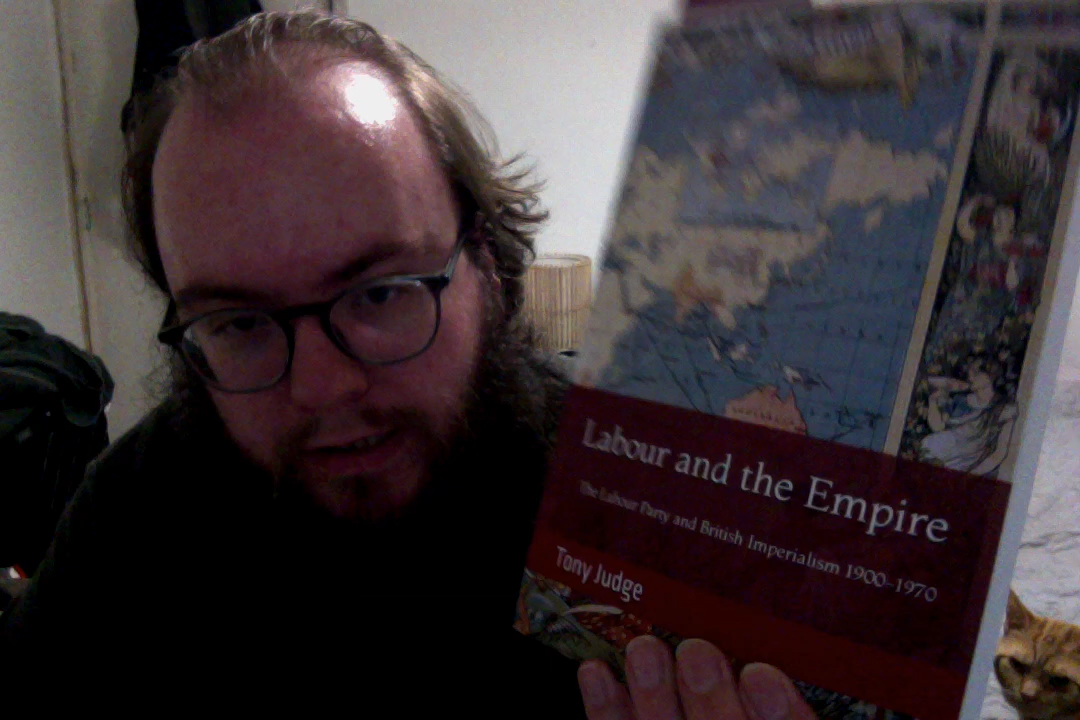 Labour and the Empire
The Labour Party and British Imperialism 1900–1970
Tony Judge